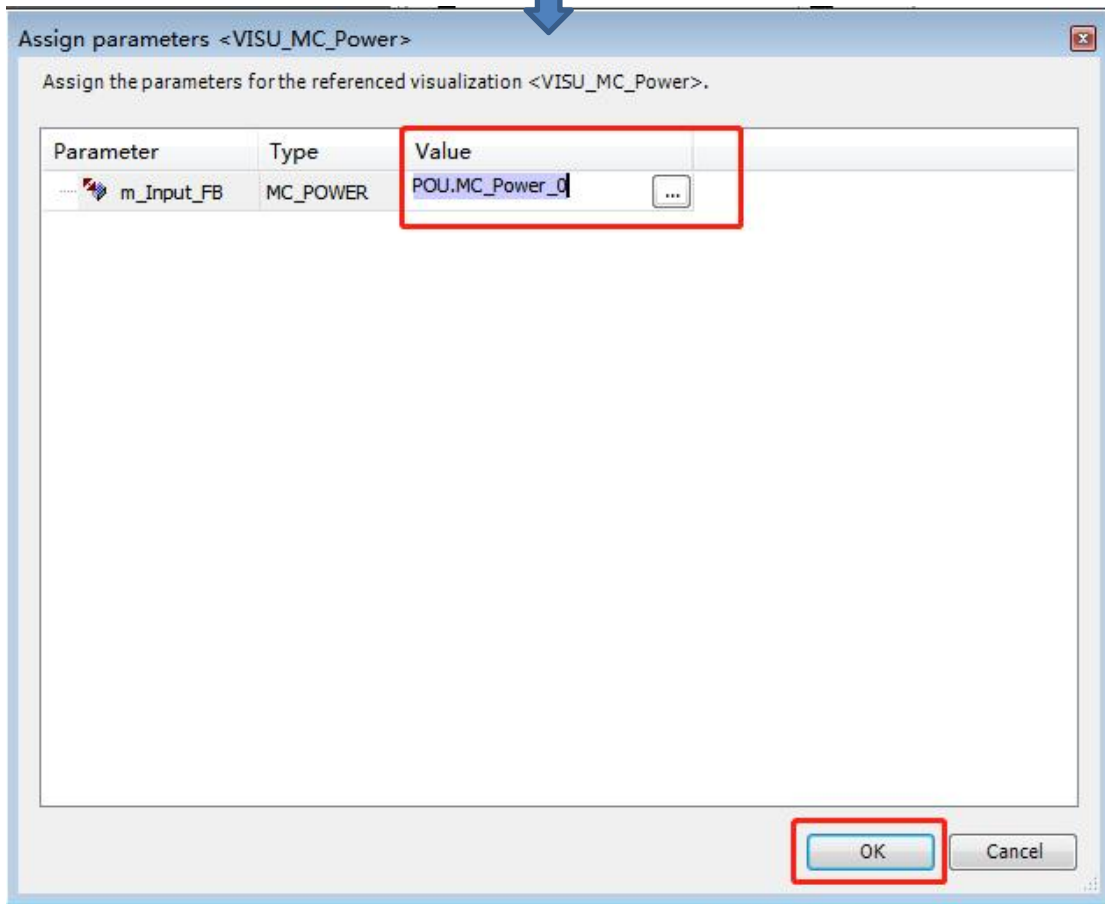 Assign parameters <VISU_MC_Power>
Assign the parameters for the referenced visualization <VISU_MC_Power>.
Parameter Type Value
m_Input_FB MC_POWER POU.MC_Power_0 ...
OK Cancel